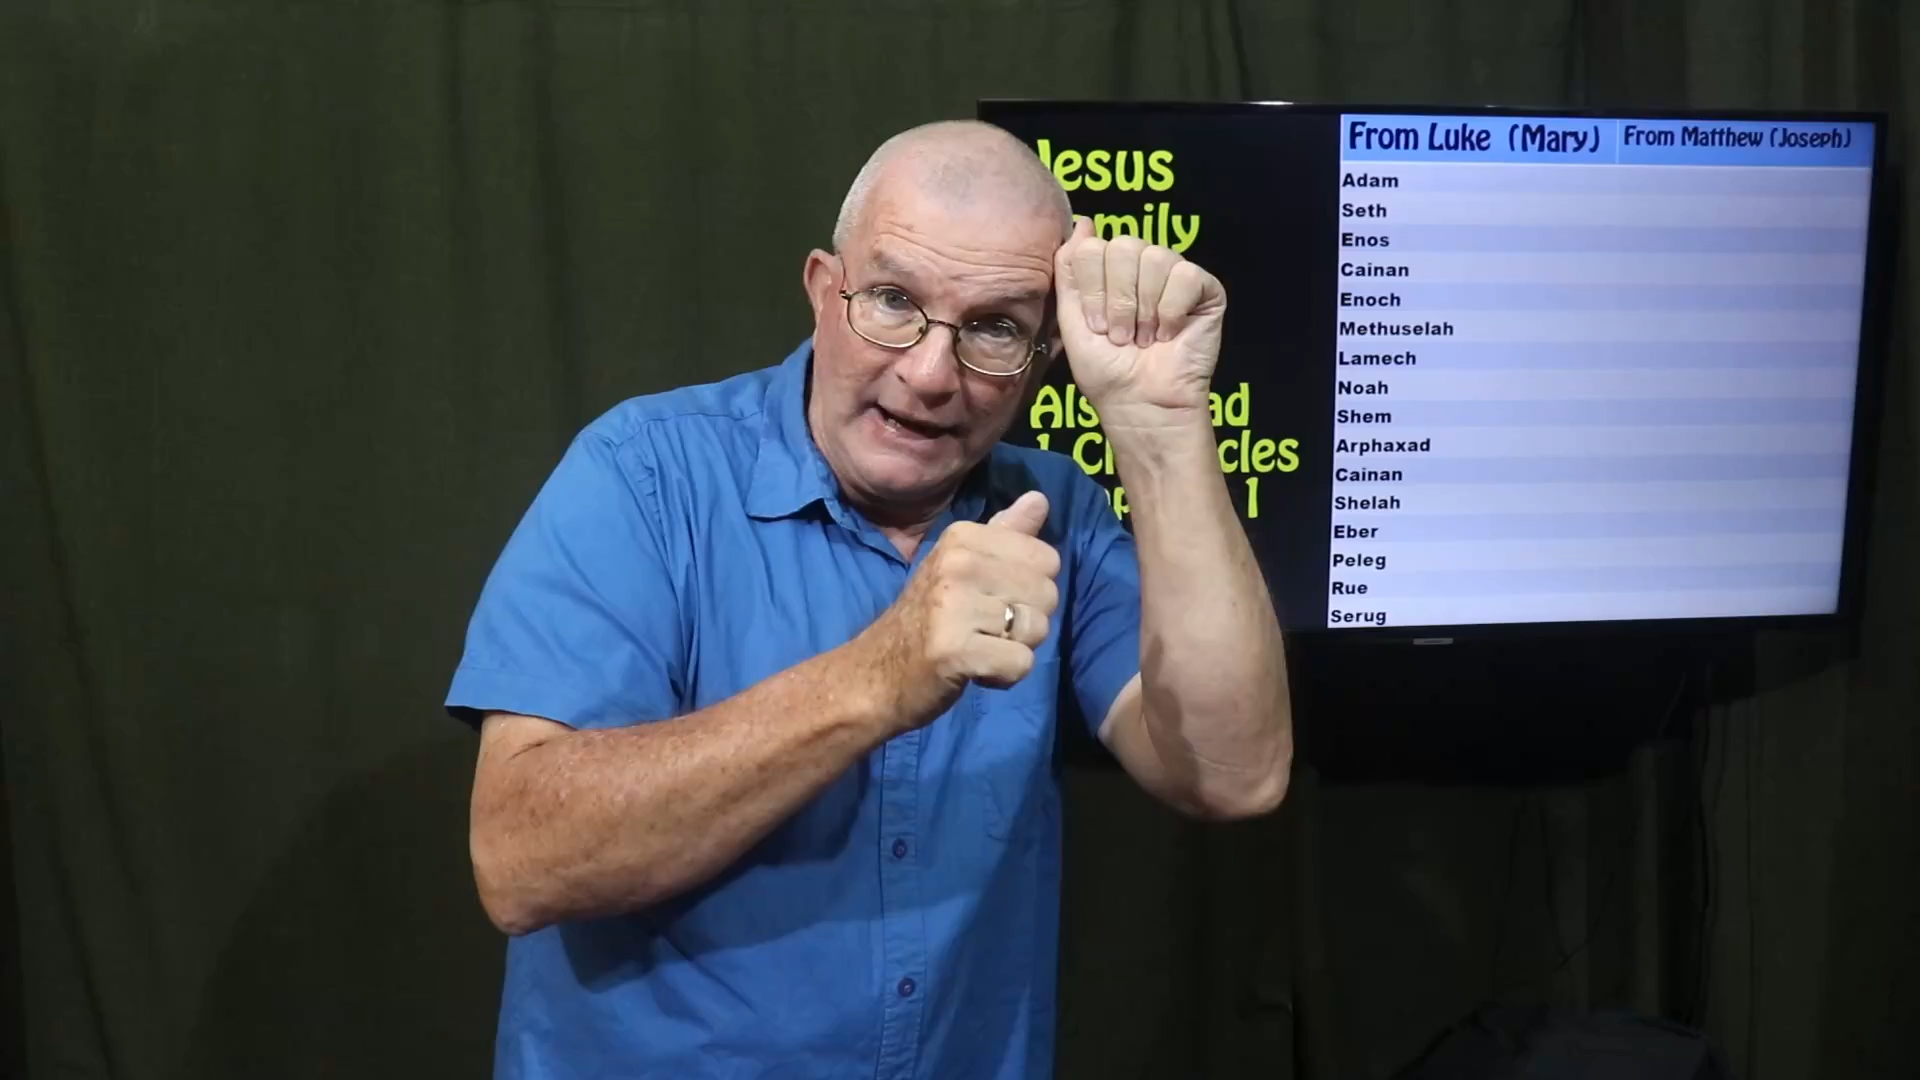 Jesus
From Luke (Mary)
From Matthew (Joseph)
Adam
Seth
Enos
Cainan
Enoch
Methuselah
Lamech
Noah
Shem
Arphaxad
Cainan
Shelah
Eber
Peleg
Rue
Serug
1